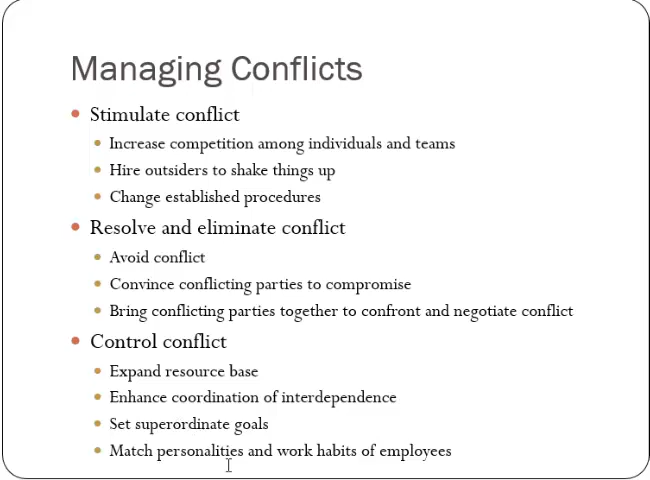 Managing Conflicts
Stimulate conflict
Increase competition among individuals and teams
Hire outsiders to shake things up
Change established procedures
Resolve and eliminate conflict
Avoid conflict
Convince conflicting parties to compromise
Bring conflicting parties together to confront and negotiate conflict
Control conflict
Expand resource base
Enhance coordination of interdependence
Set superordinate goals
Match personalities and work habits of employees